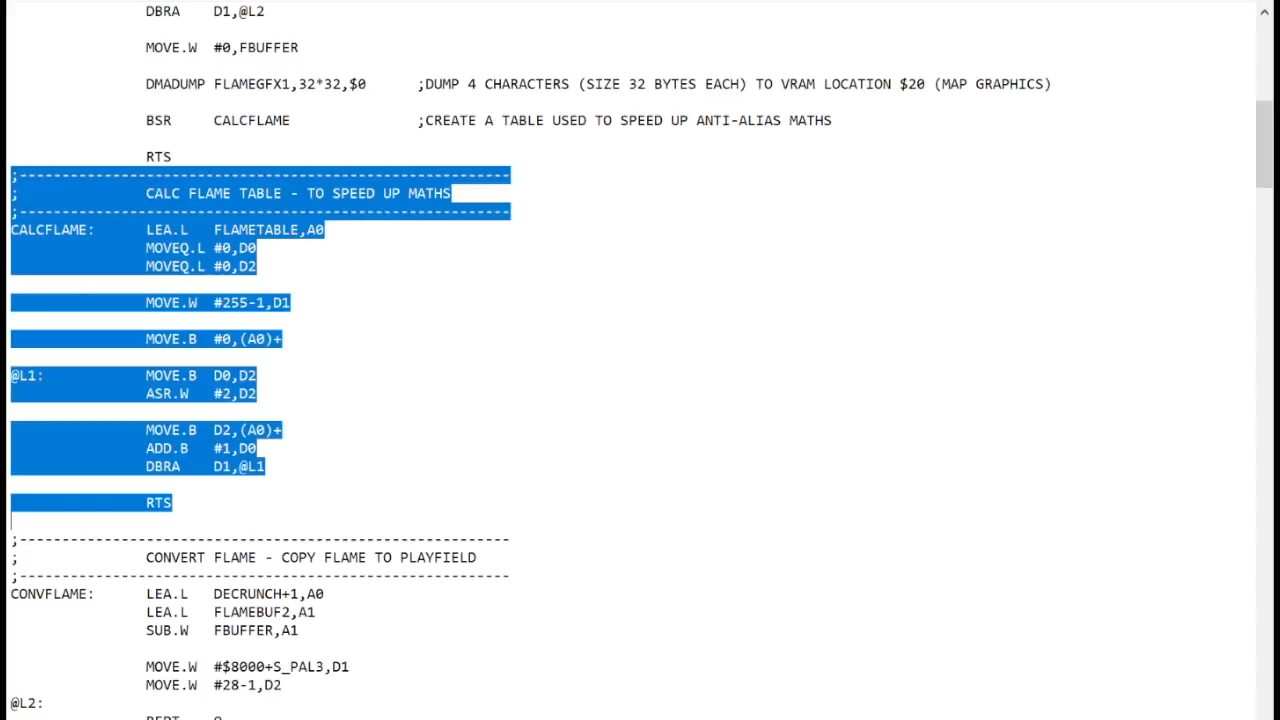 DBRA D1,@L2
MOVE.W #0,FBUFFER
DMADUMP FLAMEGFX1,32*32,$0 ;DUMP 4 CHARACTERS (SIZE 32 BYTES EACH) TO VRAM LOCATION $20 (MAP GRAPHICS)
BSR CALCFLAME ;CREATE A TABLE USED TO SPEED UP ANTI-ALIAS MATHS
RTS
;----------------------------------------------------------
; CALC FLAME TABLE - TO SPEED UP MATHS
;----------------------------------------------------------
CALCFLAME: LEA.L FLAMETABLE,A0
MOVEQ.L #0,D0
MOVEQ.L #0,D2
MOVE.W #255-1,D1
MOVE.B #0,(A0)+
@L1: MOVE.B D0,D2
ASR.W #2,D2
MOVE.B D2,(A0)+
ADD.B #1,D0
DBRA D1,@L1
RTS
;----------------------------------------------------------
; CONVERT FLAME - COPY FLAME TO PLAYFIELD
;----------------------------------------------------------
CONVFLAME: LEA.L DECRUNCH+1,A0
LEA.L FLAMEBUF2,A1
SUB.W FBUFFER,A1
MOVE.W #$8000+S_PAL3,D1
MOVE.W #28-1,D2
@L2: